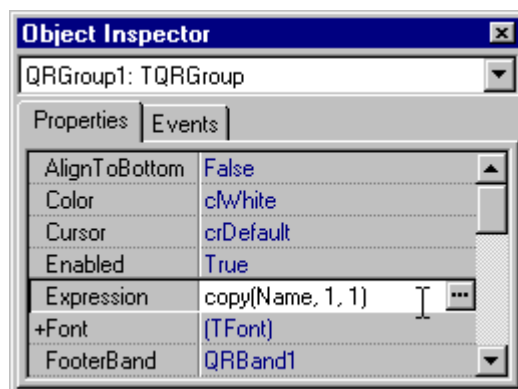 Object Inspector
QRGroup1: TQRGroup
Properties Events
AlignToBottom False
Color clWhite
Cursor crDefault
Enabled True
Expression copy(Name, 1, 1) ...
+Font (TFont)
FooterBand QRBand1